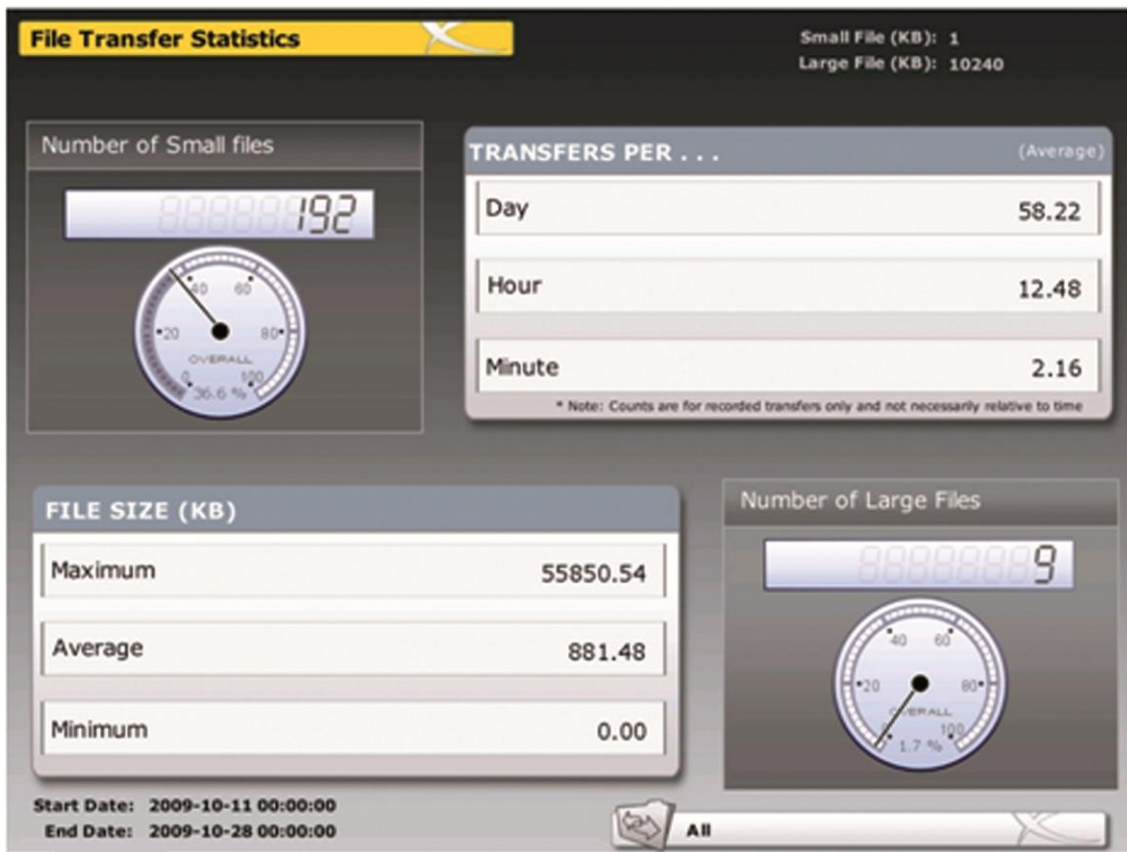 File Transfer Statistics
Small File (KB): 1
Large File (KB): 10240
Number of Small files
192
40 60
20 80
OVERALL
0 100
36.6 %
TRANSFERS PER . . . (Average)
Day 58.22
Hour 12.48
Minute 2.16
* Note: Counts are for recorded transfers only and not necessarily relative to time
FILE SIZE (KB)
Maximum 55850.54
Average 881.48
Minimum 0.00
Number of Large Files
9
40 60
20 80
OVERALL
0 100
1.7 %
Start Date: 2009-10-11 00:00:00
End Date: 2009-10-28 00:00:00
All